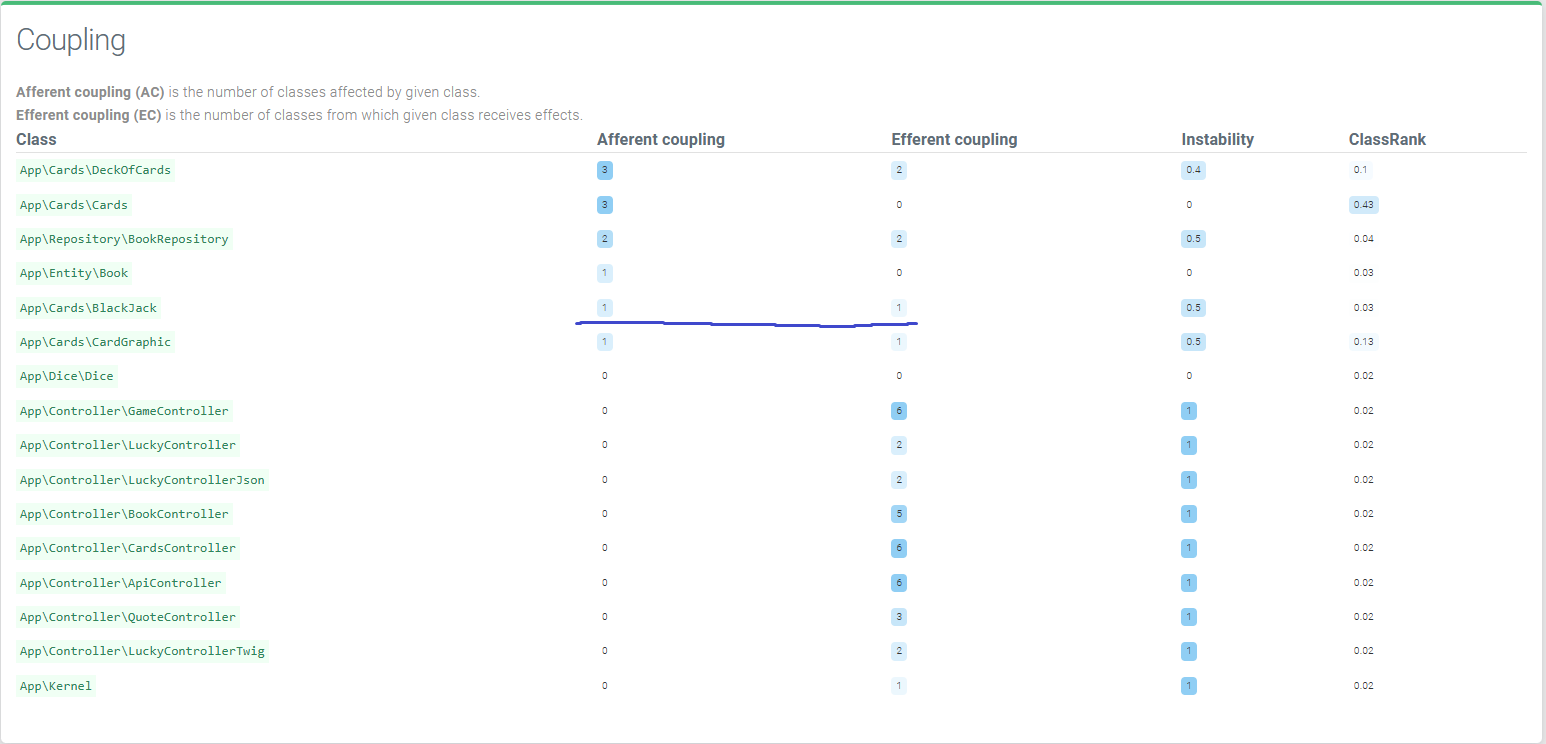 Coupling
Afferent coupling (AC) is the number of classes affected by given class.
Efferent coupling (EC) is the number of classes from which given class receives effects.
Class Afferent coupling Efferent coupling Instability ClassRank
App\Cards\DeckOfCards 3 2 0.4 0.1
App\Cards\Cards 3 0 0 0.43
App\Repository\BookRepository 2 2 0.5 0.04
App\Entity\Book 1 0 0 0.03
App\Cards\BlackJack 1 1 0.5 0.03
App\Cards\CardGraphic 1 1 0.5 0.13
App\Dice\Dice 0 0 0 0.02
App\Controller\GameController 0 6 1 0.02
App\Controller\LuckyController 0 2 1 0.02
App\Controller\LuckyControllerJson 0 2 1 0.02
App\Controller\BookController 0 5 1 0.02
App\Controller\CardsController 0 6 1 0.02
App\Controller\ApiController 0 6 1 0.02
App\Controller\QuoteController 0 3 1 0.02
App\Controller\LuckyControllerTwig 0 2 1 0.02
App\Kernel 0 1 1 0.02